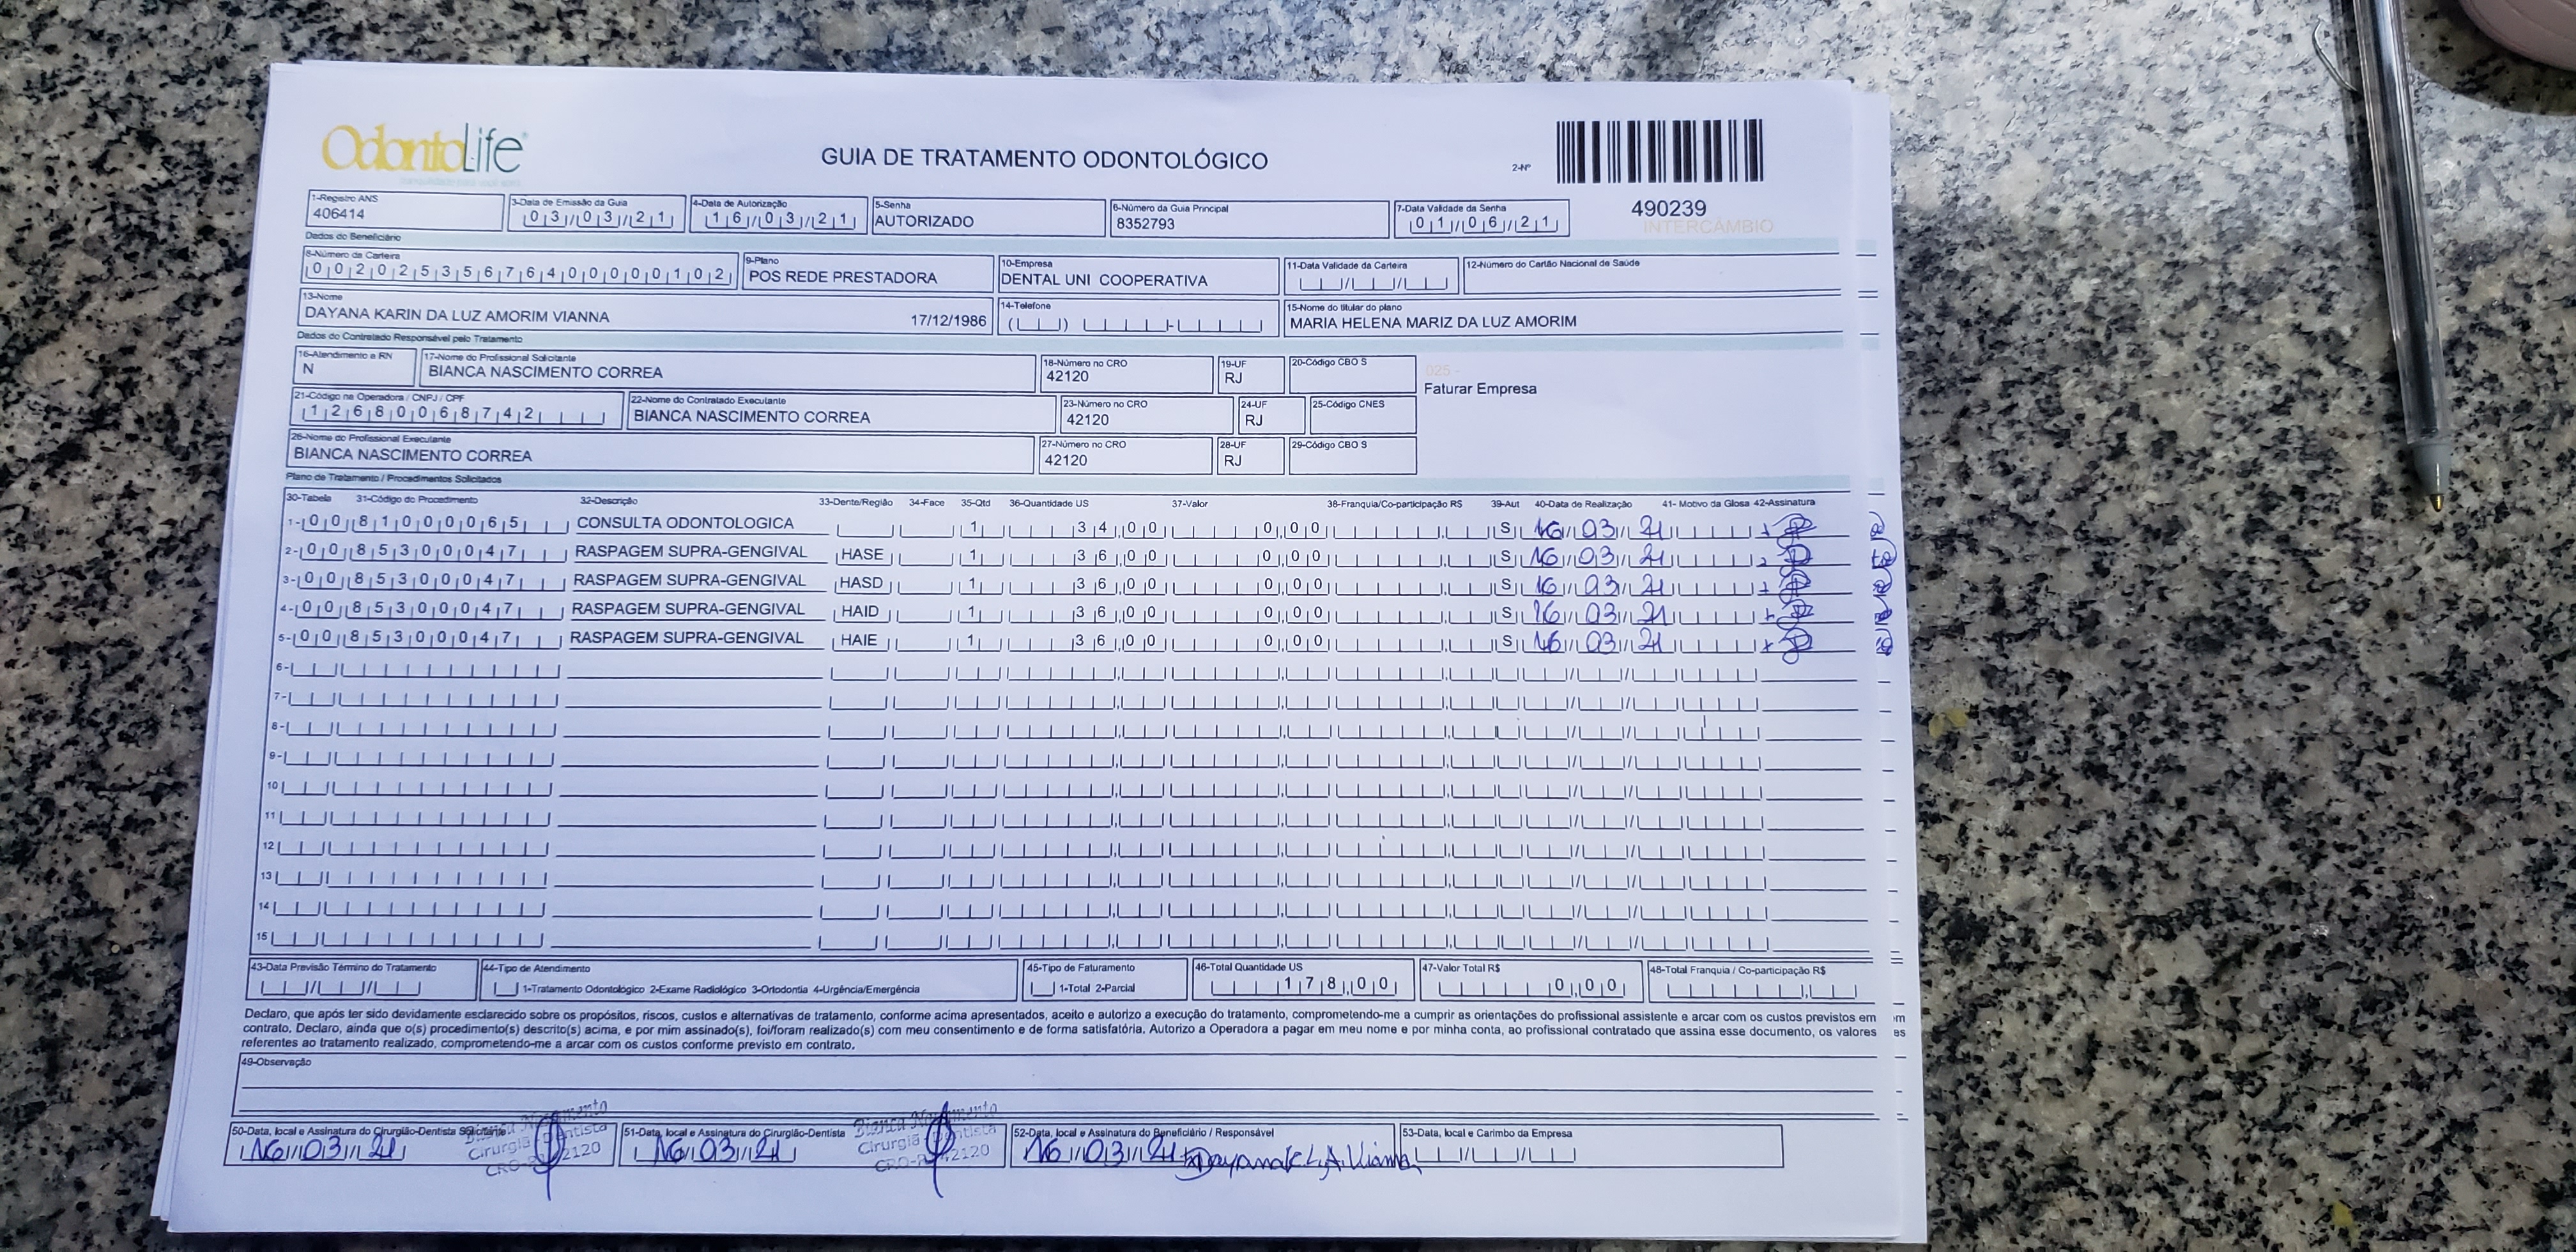 OdontoLife
GUIA DE TRATAMENTO ODONTOLÓGICO
2-Nº
490239
INTERCÂMBIO
1-Registro ANS
406414
3-Data de Emissão da Guia
03/03/21
4-Data de Autorização
16/03/21
5-Senha
AUTORIZADO
6-Número da Guia Principal
8352793
7-Data Validade da Senha
01/06/21
Dados do Beneficiário
8-Número da Carteira
00202535676400000102
9-Plano
POS REDE PRESTADORA
10-Empresa
DENTAL UNI COOPERATIVA
11-Data Validade da Carteira
12-Número do Cartão Nacional de Saúde
13-Nome
DAYANA KARIN DA LUZ AMORIM VIANNA 17/12/1986
14-Telefone
15-Nome do titular do plano
MARIA HELENA MARIZ DA LUZ AMORIM
Dados do Contratado Responsável pelo Tratamento
16-Atendimento a RN
N
17-Nome do Profissional Solicitante
BIANCA NASCIMENTO CORREA
18-Número no CRO
42120
19-UF
RJ
20-Código CBO S
025 -
Faturar Empresa
21-Código na Operadora / CNPJ / CPF
12680068742
22-Nome do Contratado Executante
BIANCA NASCIMENTO CORREA
23-Número no CRO
42120
24-UF
RJ
25-Código CNES
26-Nome do Profissional Executante
BIANCA NASCIMENTO CORREA
27-Número no CRO
42120
28-UF
RJ
29-Código CBO S
Plano de Tratamento / Procedimentos Solicitados
30-Tabela 31-Código do Procedimento 32-Descrição 33-Dente/Região 34-Face 35-Qtd 36-Quantidade US 37-Valor 38-Franquia/Co-participação R$ 39-Aut 40-Data de Realização 41- Motivo da Glosa 42-Assinatura
1- 00 81000065 CONSULTA ODONTOLOGICA 1 34,00 0,00 S 16/03/21
2- 00 85300047 RASPAGEM SUPRA-GENGIVAL HASE 1 36,00 0,00 S 16/03/21
3- 00 85300047 RASPAGEM SUPRA-GENGIVAL HASD 1 36,00 0,00 S 16/03/21
4- 00 85300047 RASPAGEM SUPRA-GENGIVAL HAID 1 36,00 0,00 S 16/03/21
5- 00 85300047 RASPAGEM SUPRA-GENGIVAL HAIE 1 36,00 0,00 S 16/03/21
6-
7-
8-
9-
10
11
12
13
14
15
43-Data Previsão Término do Tratamento
44-Tipo de Atendimento
1-Tratamento Odontológico 2-Exame Radiológico 3-Ortodontia 4-Urgência/Emergência
45-Tipo de Faturamento
1-Total 2-Parcial
46-Total Quantidade US
178,00
47-Valor Total R$
0,00
48-Total Franquia / Co-participação R$
Declaro, que após ter sido devidamente esclarecido sobre os propósitos, riscos, custos e alternativas de tratamento, conforme acima apresentados, aceito e autorizo a execução do tratamento, comprometendo-me a cumprir as orientações do profissional assistente e arcar com os custos previstos em
contrato. Declaro, ainda que o(s) procedimento(s) descrito(s) acima, e por mim assinado(s), foi/foram realizado(s) com meu consentimento e de forma satisfatória. Autorizo a Operadora a pagar em meu nome e por minha conta, ao profissional contratado que assina esse documento, os valores
referentes ao tratamento realizado, comprometendo-me a arcar com os custos conforme previsto em contrato.
49-Observação
50-Data, local e Assinatura do Cirurgião-Dentista Solicitante
16/03/21
51-Data, local e Assinatura do Cirurgião-Dentista
16/03/21
Bianca Nascimento
Cirurgiã Dentista
52-Data, local e Assinatura do Beneficiário / Responsável
16/03/21 Dayana K. L. A. Vianna
53-Data, local e Carimbo da Empresa